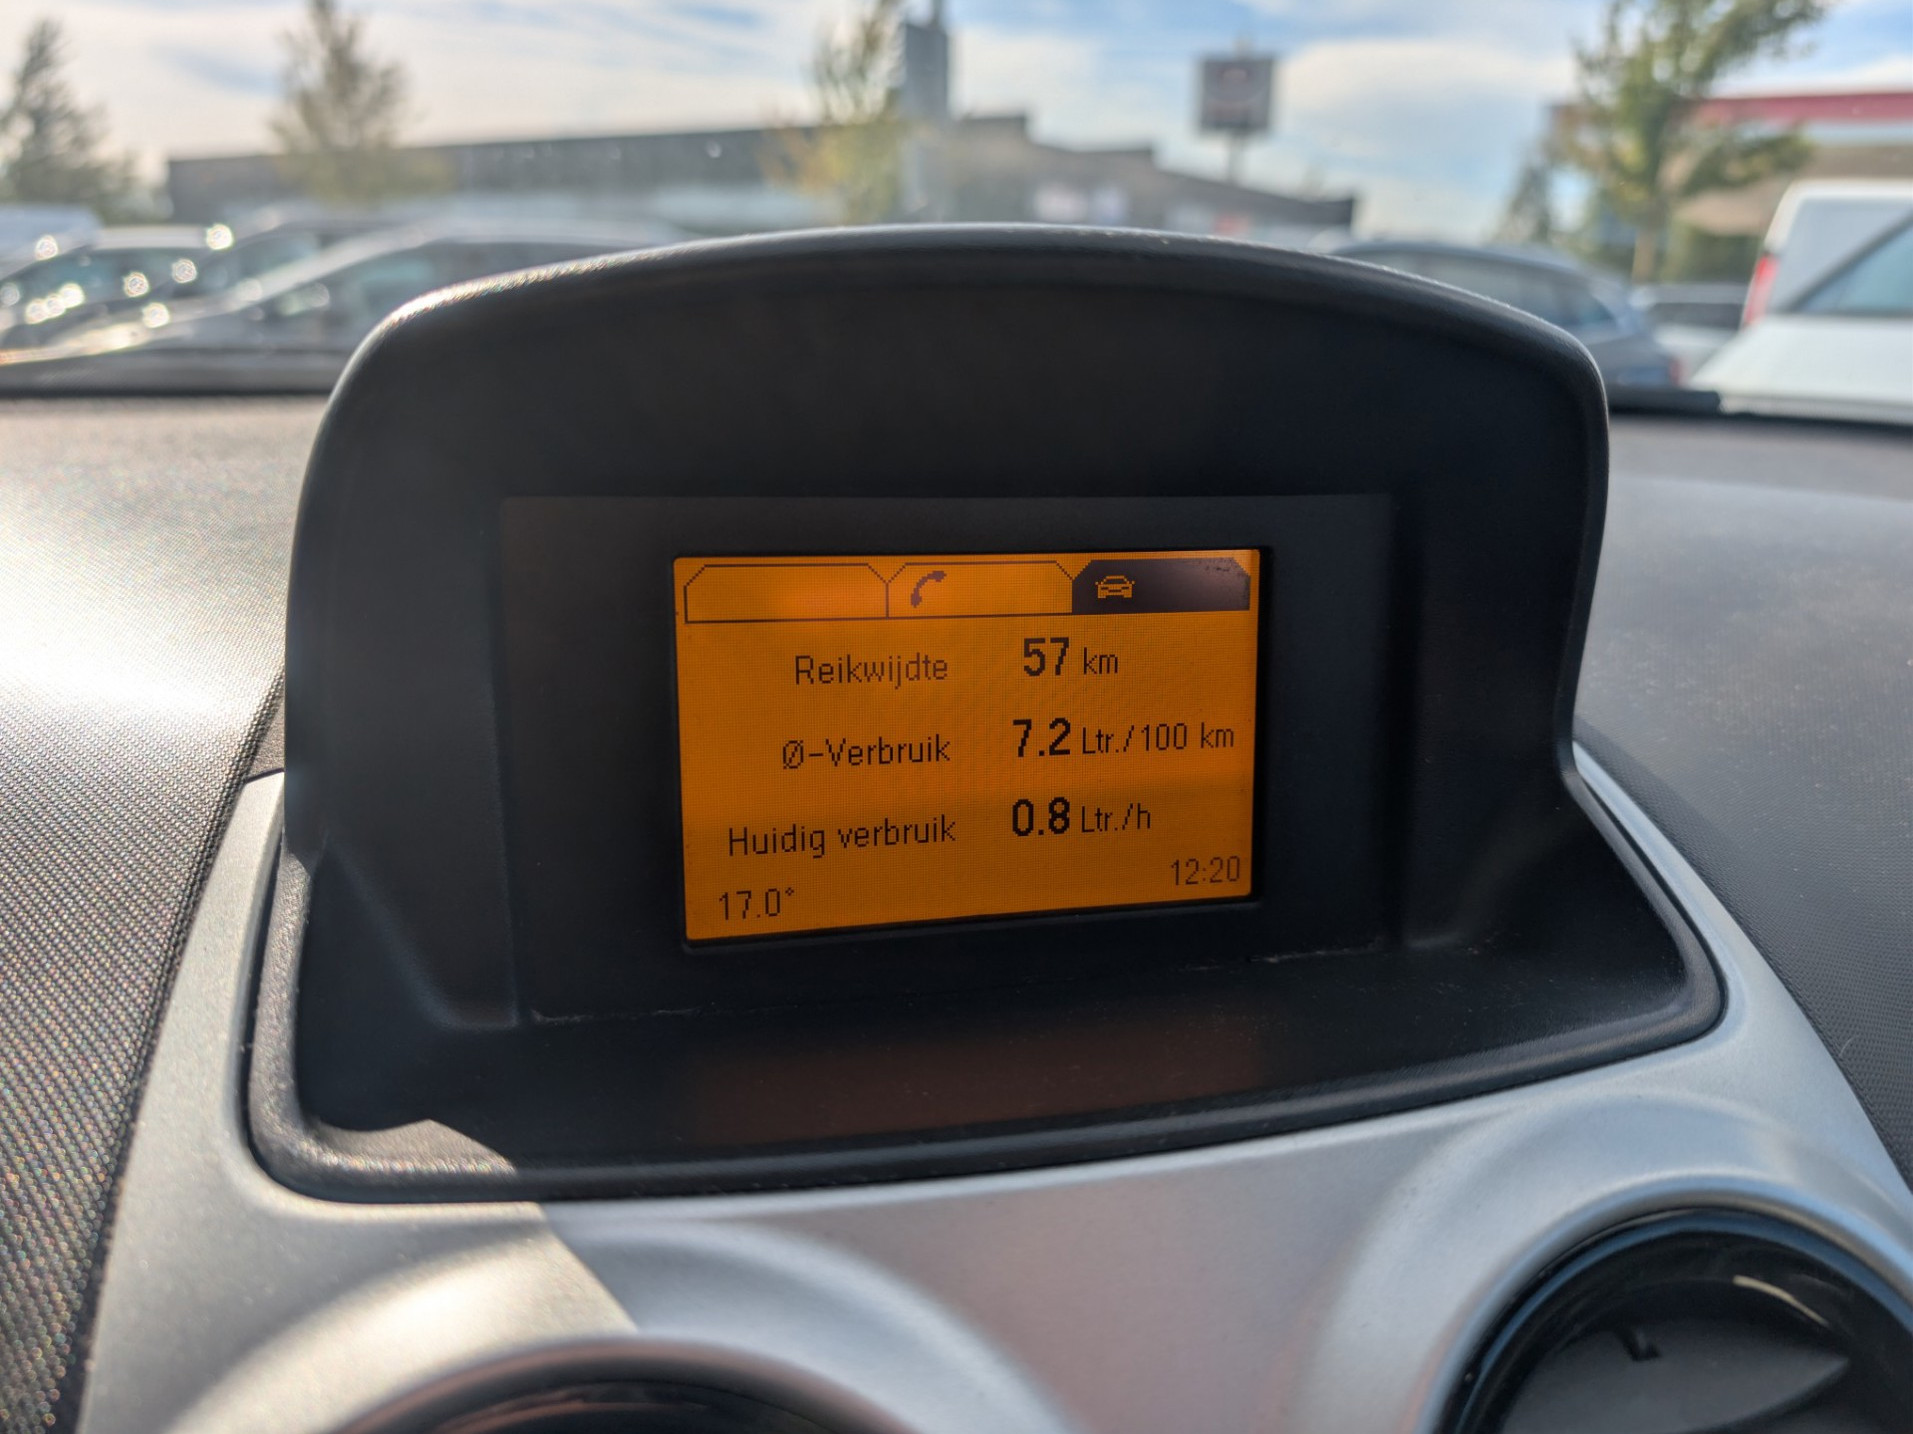 Reikwijdte 57 km
Ø-Verbruik 7.2 Ltr./100 km
Huidig verbruik 0.8 Ltr./h
17.0° 12:20